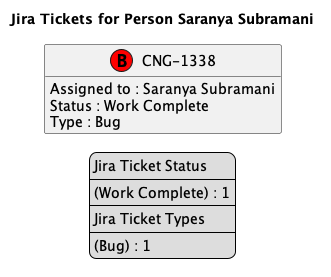 Jira Tickets for Person Saranya Subramani
B CNG-1338
Assigned to : Saranya Subramani
Status : Work Complete
Type : Bug
Jira Ticket Status
(Work Complete) : 1
Jira Ticket Types
(Bug) : 1